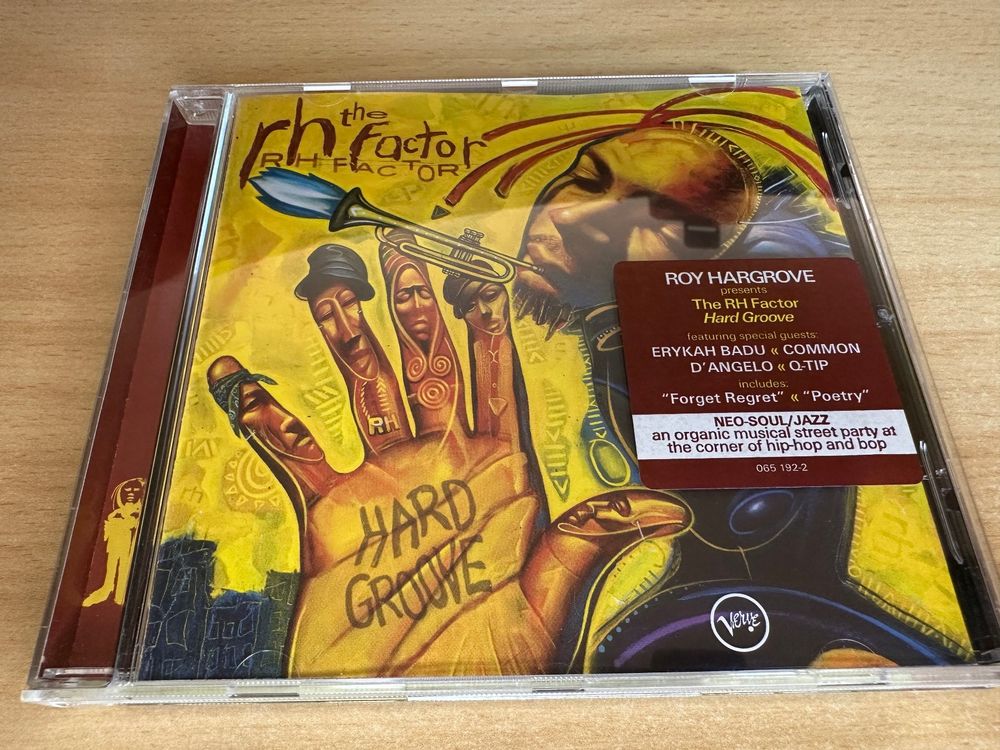 the
rh factor
RH FACTOR
RH
HARD
GROOVE
ROY HARGROVE
presents
The RH Factor
Hard Groove
featuring special guests:
ERYKAH BADU « COMMON
D'ANGELO « Q-TIP
includes:
"Forget Regret" « "Poetry"
NEO-SOUL/JAZZ
an organic musical street party at
the corner of hip-hop and bop
065 192-2
Verve
rh